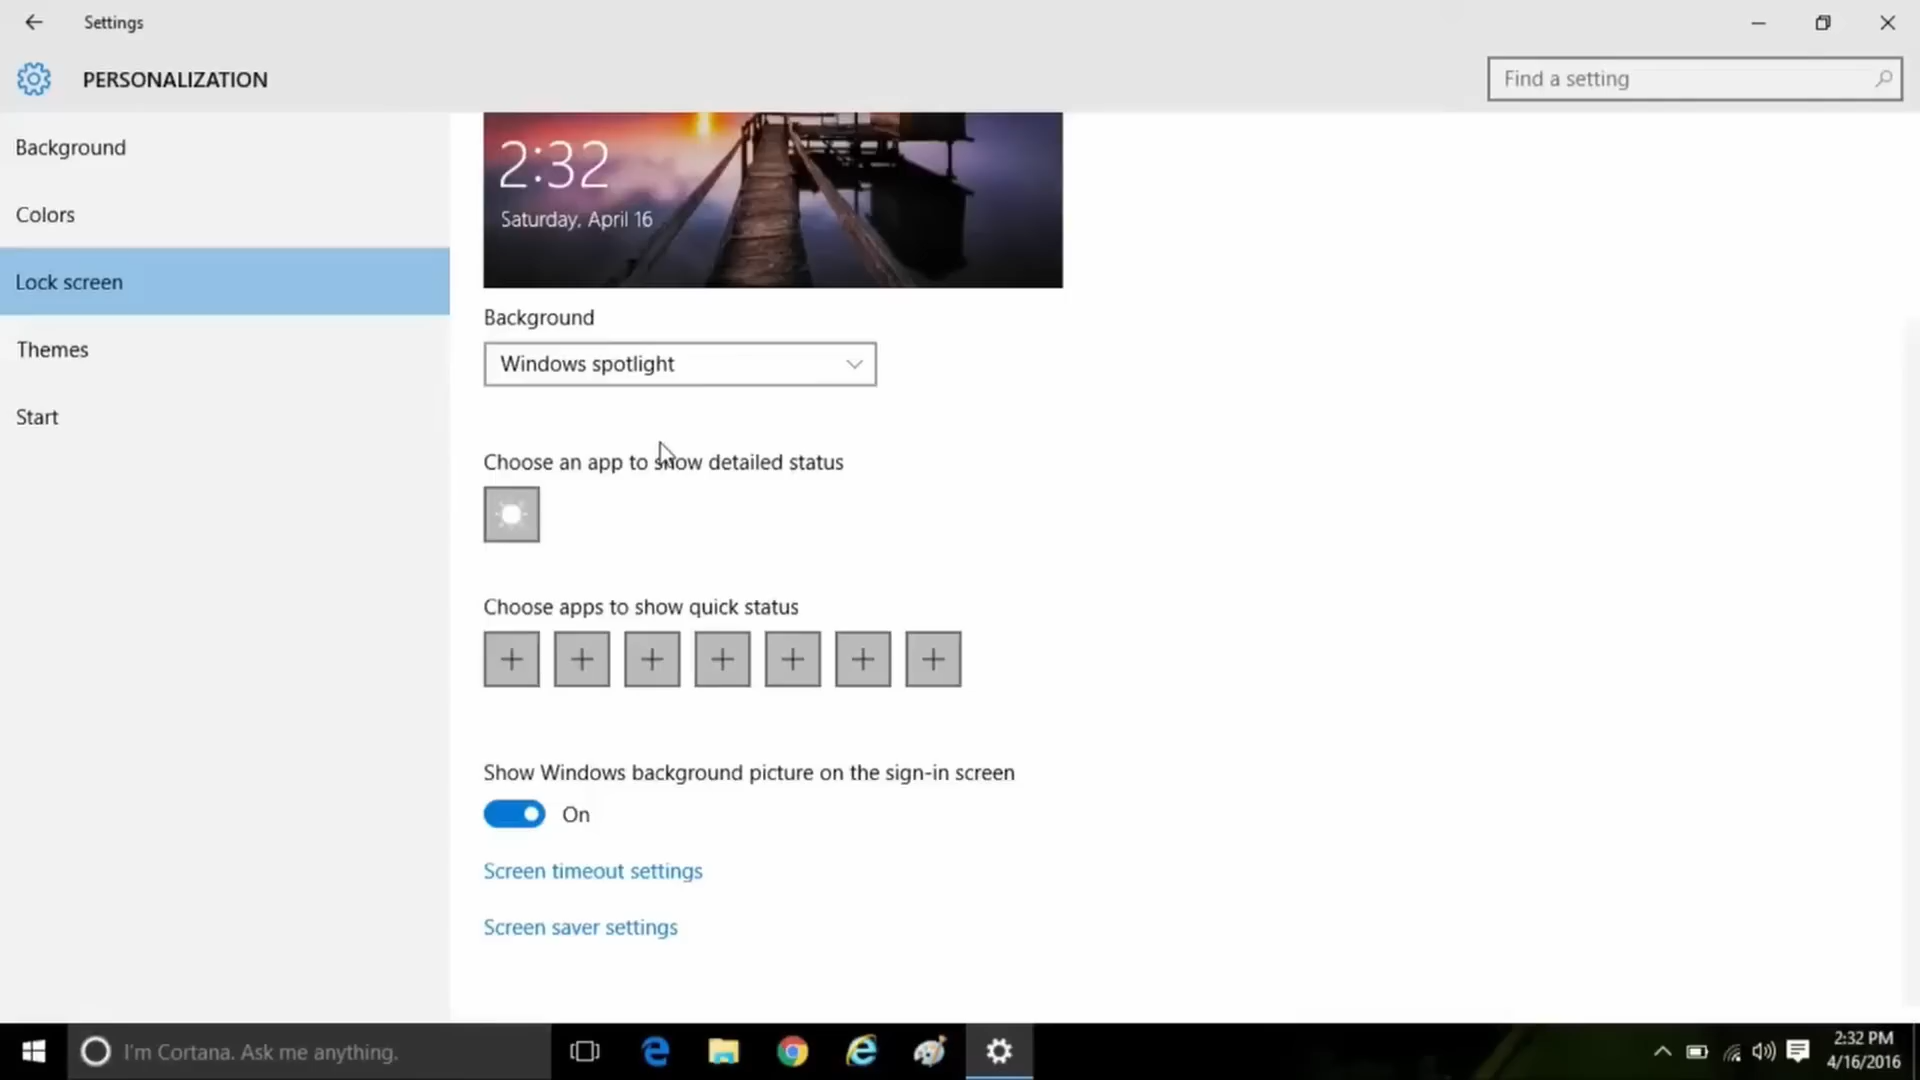 Settings
PERSONALIZATION
Find a setting
Background
Colors
Lock screen
Themes
Start
2:32
Saturday, April 16
Background
Windows spotlight
Choose an app to show detailed status
Choose apps to show quick status
Show Windows background picture on the sign-in screen
On
Screen timeout settings
Screen saver settings
I'm Cortana. Ask me anything.
2:32 PM
4/16/2016